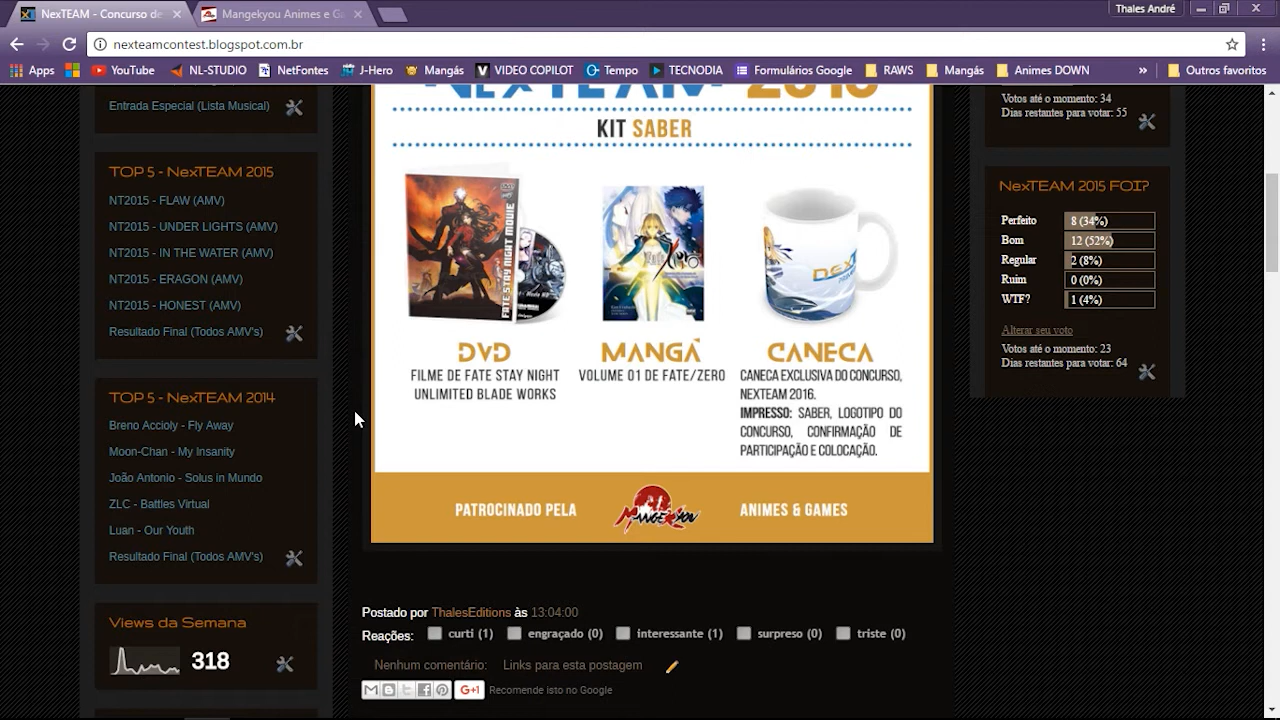 NexTEAM - Concurso de
Mangekyou Animes e Ga
Thales André
nexteamcontest.blogspot.com.br
Apps
YouTube
NL-STUDIO
NetFontes
J-Hero
Mangás
VIDEO COPILOT
Tempo
TECNODIA
Formulários Google
RAWS
Mangás
Animes DOWN
»
Outros favoritos
Entrada Especial (Lista Musical)
TOP 5 - NexTEAM 2015
NT2015 - FLAW (AMV)
NT2015 - UNDER LIGHTS (AMV)
NT2015 - IN THE WATER (AMV)
NT2015 - ERAGON (AMV)
NT2015 - HONEST (AMV)
Resultado Final (Todos AMV's)
TOP 5 - NexTEAM 2014
Breno Accioly - Fly Away
Moon-Chan - My Insanity
João Antonio - Solus in Mundo
ZLC - Battles Virtual
Luan - Our Youth
Resultado Final (Todos AMV's)
Views da Semana
318
-NEXTEAM- 2016
KIT SABER
FATE STAY NIGHT MOVIE
DVD
FILME DE FATE STAY NIGHT
UNLIMITED BLADE WORKS
MANGÁ
VOLUME 01 DE FATE/ZERO
CANECA
CANECA EXCLUSIVA DO CONCURSO,
NEXTEAM 2016.
IMPRESSO: SABER, LOGOTIPO DO
CONCURSO, CONFIRMAÇÃO DE
PARTICIPAÇÃO E COLOCAÇÃO.
PATROCINADO PELA
MANGEKYOU
ANIMES & GAMES
Postado por ThalesEditions às 13:04:00
Reações: curti (1) engraçado (0) interessante (1) surpreso (0) triste (0)
Nenhum comentário: Links para esta postagem
G+1 Recomende isto no Google
Votos até o momento: 34
Dias restantes para votar: 55
NexTEAM 2015 FOI?
Perfeito 8 (34%)
Bom 12 (52%)
Regular 2 (8%)
Ruim 0 (0%)
WTF? 1 (4%)
Alterar seu voto
Votos até o momento: 23
Dias restantes para votar: 64